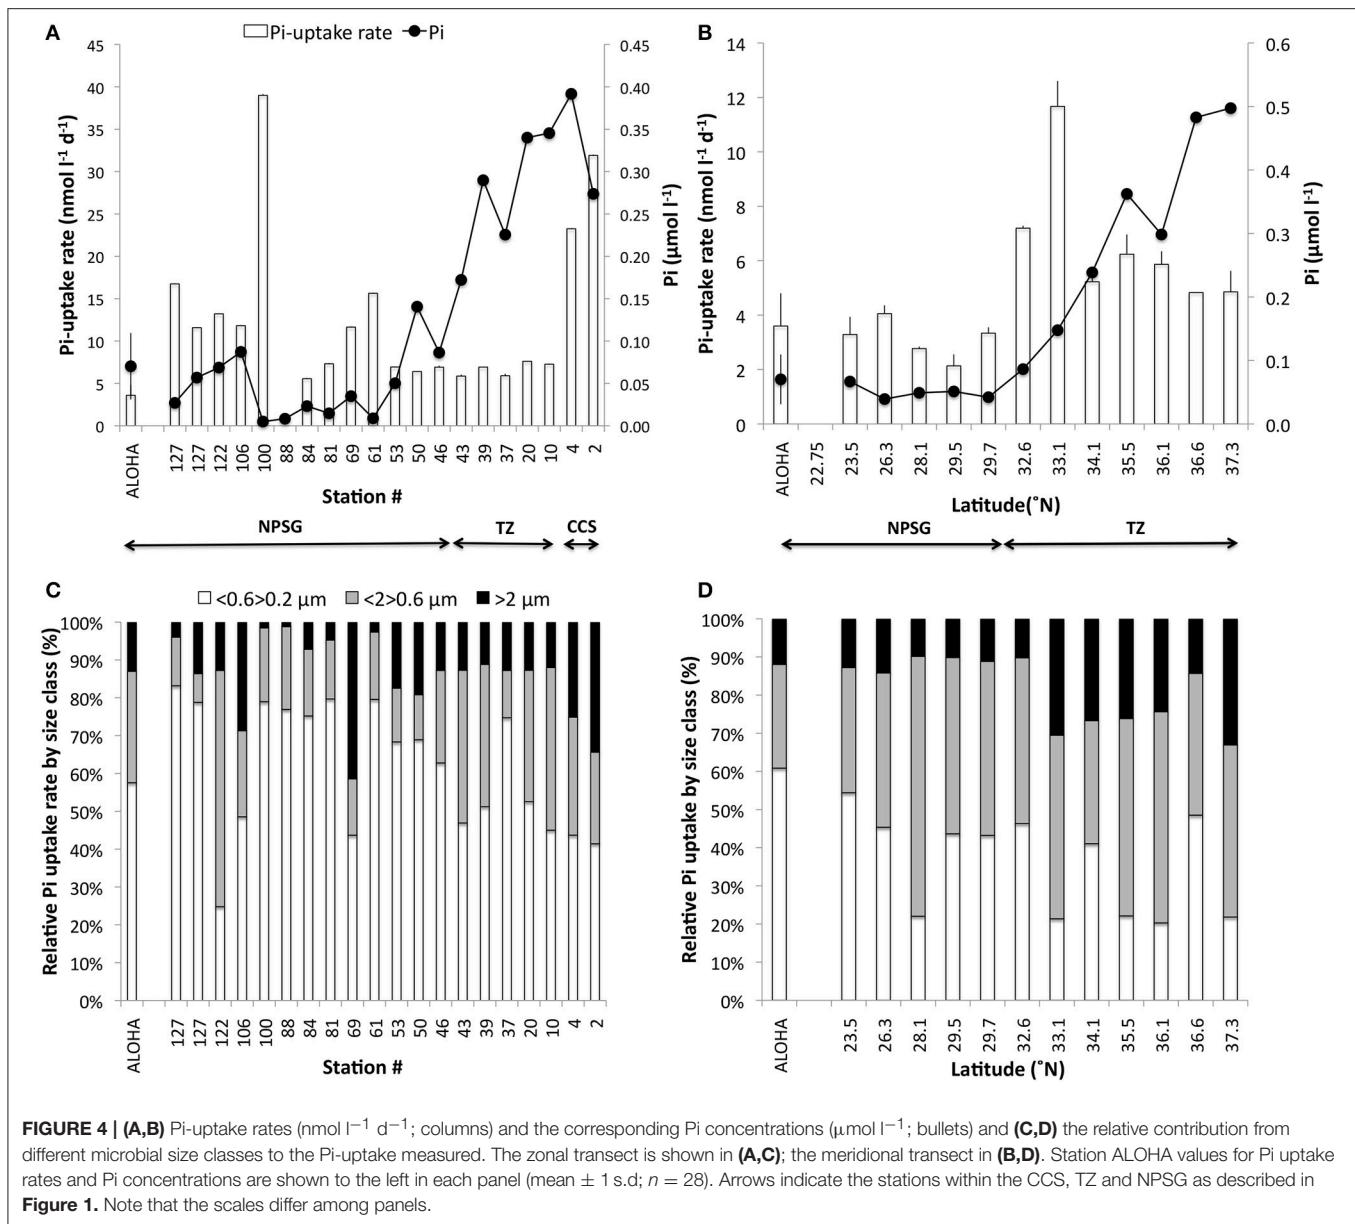 A
Pi-uptake rate Pi
45 0.45
40 0.40
35 0.35
30 0.30
25 0.25
20 0.20
15 0.15
10 0.10
5 0.05
0 0.00
Pi-uptake rate (nmol l-1 d-1)
Pi (μmol l-1)
ALOHA 127 127 122 106 100 88 84 81 69 61 53 50 46 43 39 37 20 10 4 2
Station #
B
14 0.6
12 0.5
10 0.4
8 0.3
6 0.2
4 0.1
2 0.0
0
Pi-uptake rate (nmol l-1 d-1)
Pi (μmol l-1)
ALOHA 22.75 23.5 26.3 28.1 29.5 29.7 32.6 33.1 34.1 35.5 36.1 36.6 37.3
Latitude(˚N)
NPSG TZ CCS
NPSG TZ
C
<0.6>0.2 μm <2>0.6 μm >2 μm
100%
90%
80%
70%
60%
50%
40%
30%
20%
10%
0%
Relative Pi uptake rate by size class (%)
ALOHA 127 127 122 106 100 88 84 81 69 61 53 50 46 43 39 37 20 10 4 2
Station #
D
100%
90%
80%
70%
60%
50%
40%
30%
20%
10%
0%
Relative Pi uptake by size class (%)
ALOHA 23.5 26.3 28.1 29.5 29.7 32.6 33.1 34.1 35.5 36.1 36.6 37.3
Latitude (˚N)
FIGURE 4 | (A,B) Pi-uptake rates (nmol l−1 d−1; columns) and the corresponding Pi concentrations (μmol l−1; bullets) and (C,D) the relative contribution from
different microbial size classes to the Pi-uptake measured. The zonal transect is shown in (A,C); the meridional transect in (B,D). Station ALOHA values for Pi uptake
rates and Pi concentrations are shown to the left in each panel (mean ± 1 s.d; n = 28). Arrows indicate the stations within the CCS, TZ and NPSG as described in
Figure 1. Note that the scales differ among panels.